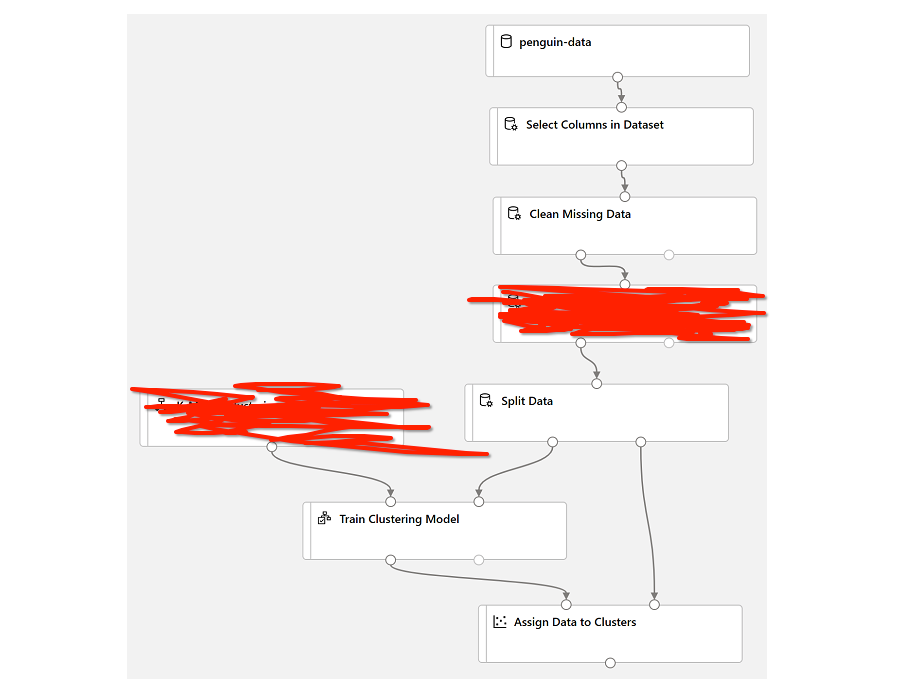 penguin-data
Select Columns in Dataset
Clean Missing Data
Split Data
Train Clustering Model
Assign Data to Clusters